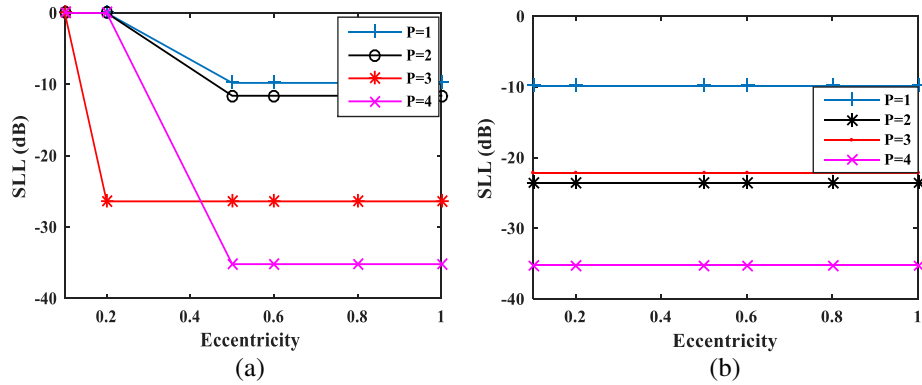 0
-10
-20
-30
-40
SLL (dB)
0.2
0.4
0.6
0.8
1
Eccentricity
P=1
P=2
P=3
P=4
(a)
0
-10
-20
-30
-40
SLL (dB)
0.2
0.4
0.6
0.8
1
Eccentricity
P=1
P=2
P=3
P=4
(b)